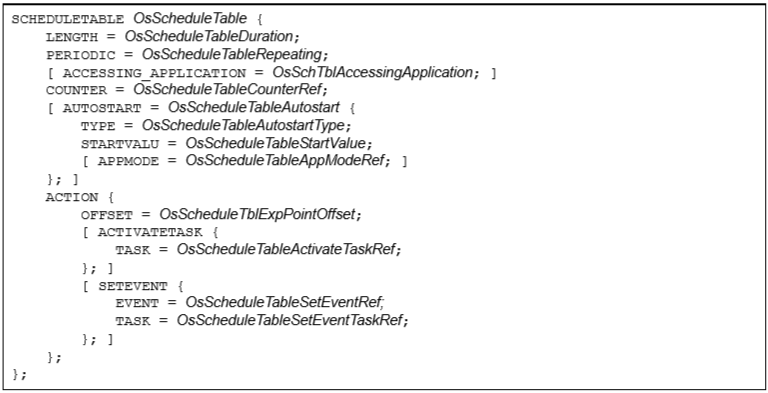 SCHEDULETABLE OsScheduleTable {
LENGTH = OsScheduleTableDuration;
PERIODIC = OsScheduleTableRepeating;
[ ACCESSING_APPLICATION = OsSchTblAccessingApplication; ]
COUNTER = OsScheduleTableCounterRef;
[ AUTOSTART = OsScheduleTableAutostart {
TYPE = OsScheduleTableAutostartType;
STARTVALU = OsScheduleTableStartValue;
[ APPMODE = OsScheduleTableAppModeRef; ]
}; ]
ACTION {
OFFSET = OsScheduleTblExpPointOffset;
[ ACTIVATETASK {
TASK = OsScheduleTableActivateTaskRef;
}; ]
[ SETEVENT {
EVENT = OsScheduleTableSetEventRef;
TASK = OsScheduleTableSetEventTaskRef;
}; ]
};
};